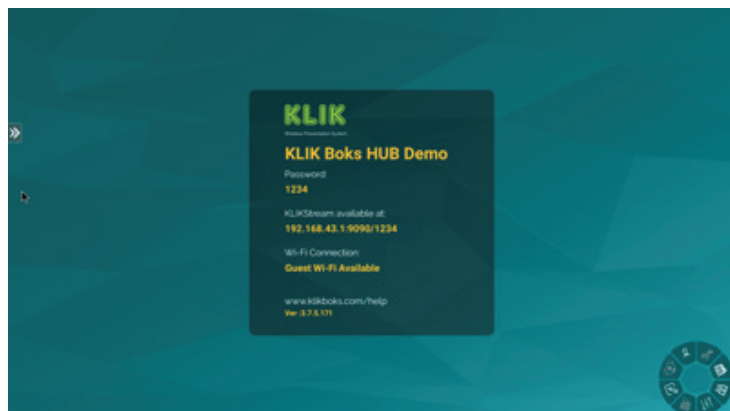 KLIK
Wireless Presentation System
KLIK Boks HUB Demo
Password:
1234
KLIKStream available at:
192.168.43.1:9090/1234
Wi-Fi Connection:
Guest Wi-Fi Available
www.klikboks.com/help
Ver :3.7.5.171